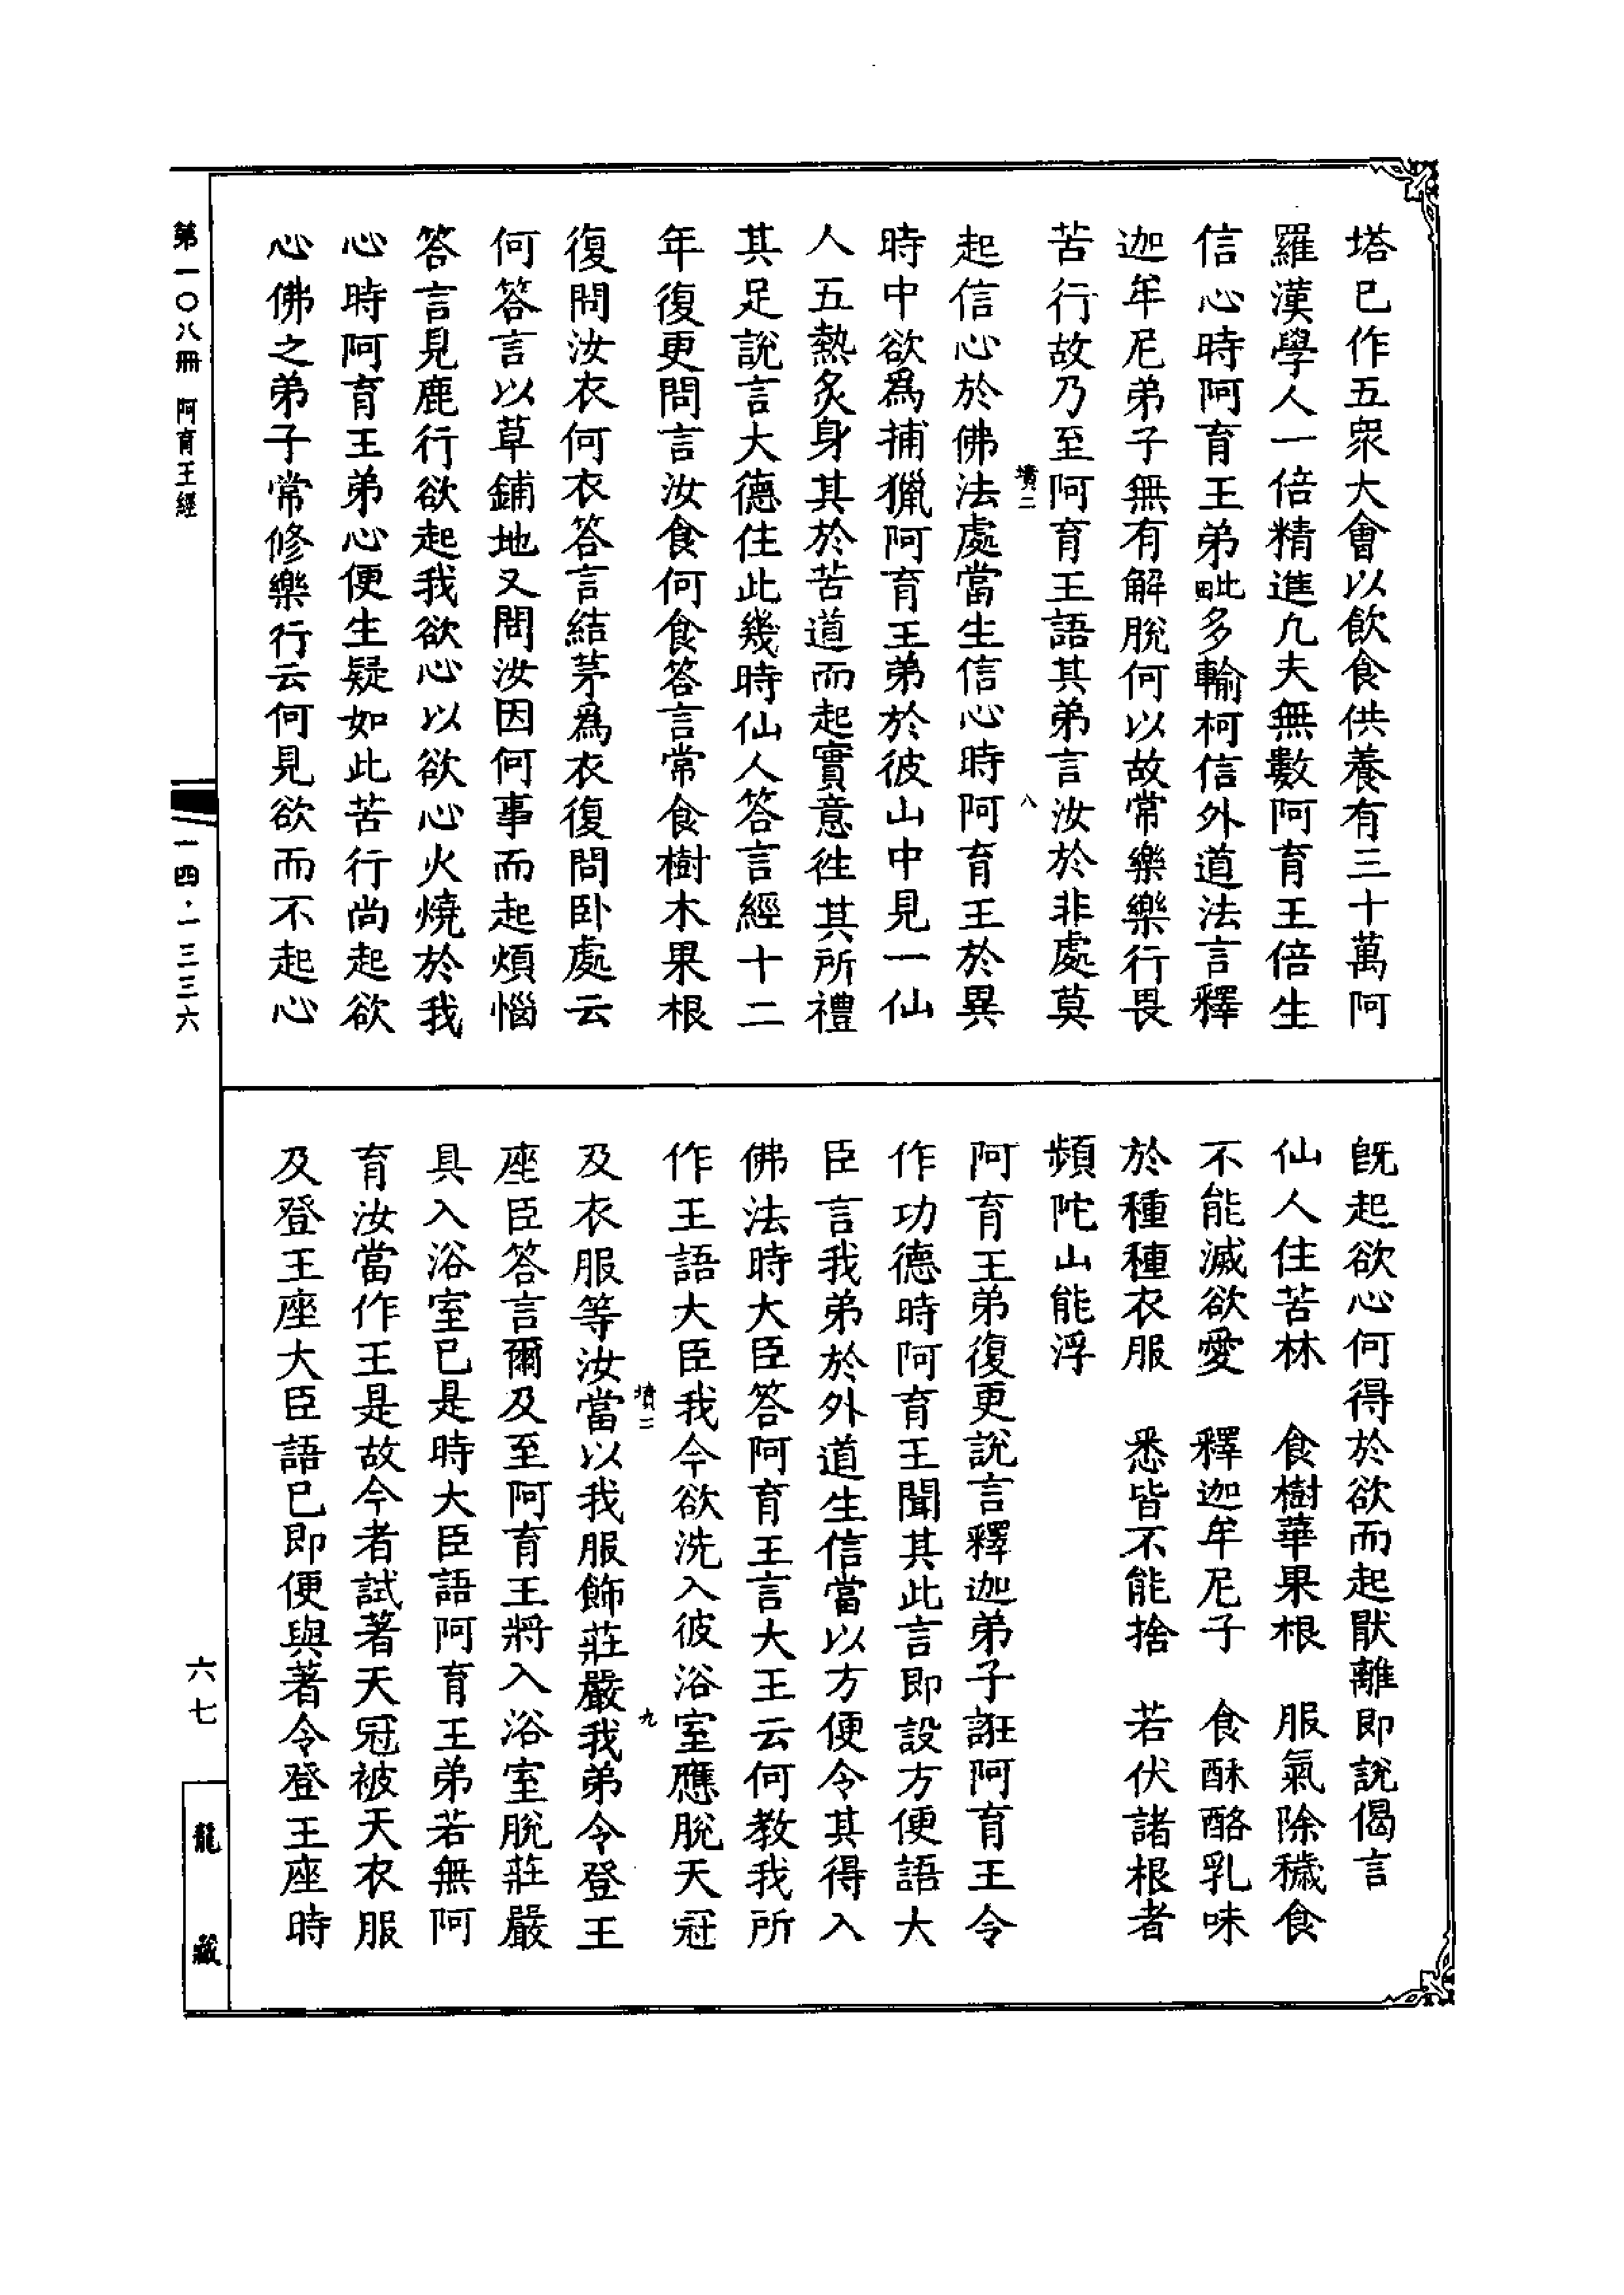 塔已作五衆大會以飲食供養有三十萬阿
羅漢學人一倍精進凡夫無數阿育王倍生
信心時阿育王弟毗多輸柯信外道法言釋
迦牟尼弟子無有解脫何以故常樂樂行畏
苦行故乃至阿育王語其弟言汝於非處莫
墳二
八
起信心於佛法處當生信心時阿育王於異
時中欲爲捕獵阿育王弟於彼山中見一仙
人五熱炙身其於苦道而起實意往其所禮
其足說言大德住此幾時仙人答言經十二
年復更問言汝食何食答言常食樹木果根
復問汝衣何衣答言結茅爲衣復問卧處云
何答言以草鋪地又問汝因何事而起煩惱
答言見鹿行欲起我欲心以欲心火燒於我
心時阿育王弟心便生疑如此苦行尚起欲
心佛之弟子常修樂行云何見欲而不起心
既起欲心何得於欲而起猒離即說偈言
仙人住苦林　食樹華果根　服氣除穢食
不能滅欲愛　釋迦牟尼子　食酥酪乳味
於種種衣服　悉皆不能捨　若伏諸根者
頻陀山能浮
阿育王弟復更說言釋迦弟子誑阿育王令
作功德時阿育王聞其此言即設方便語大
臣言我弟於外道生信當以方便令其得入
佛法時大臣答阿育王言大王云何教我所
作王語大臣我今欲洗入彼浴室應脫天冠
墳二
九
及衣服等汝當以我服飾莊嚴我弟令登王
座臣答言爾及至阿育王將入浴室脫莊嚴
具入浴室已是時大臣語阿育王弟若無阿
育汝當作王是故今者試著天冠被天衣服
及登王座大臣語已即便與著令登王座時
第一〇八冊　阿育王經
一四·一三三六
六七
龍藏